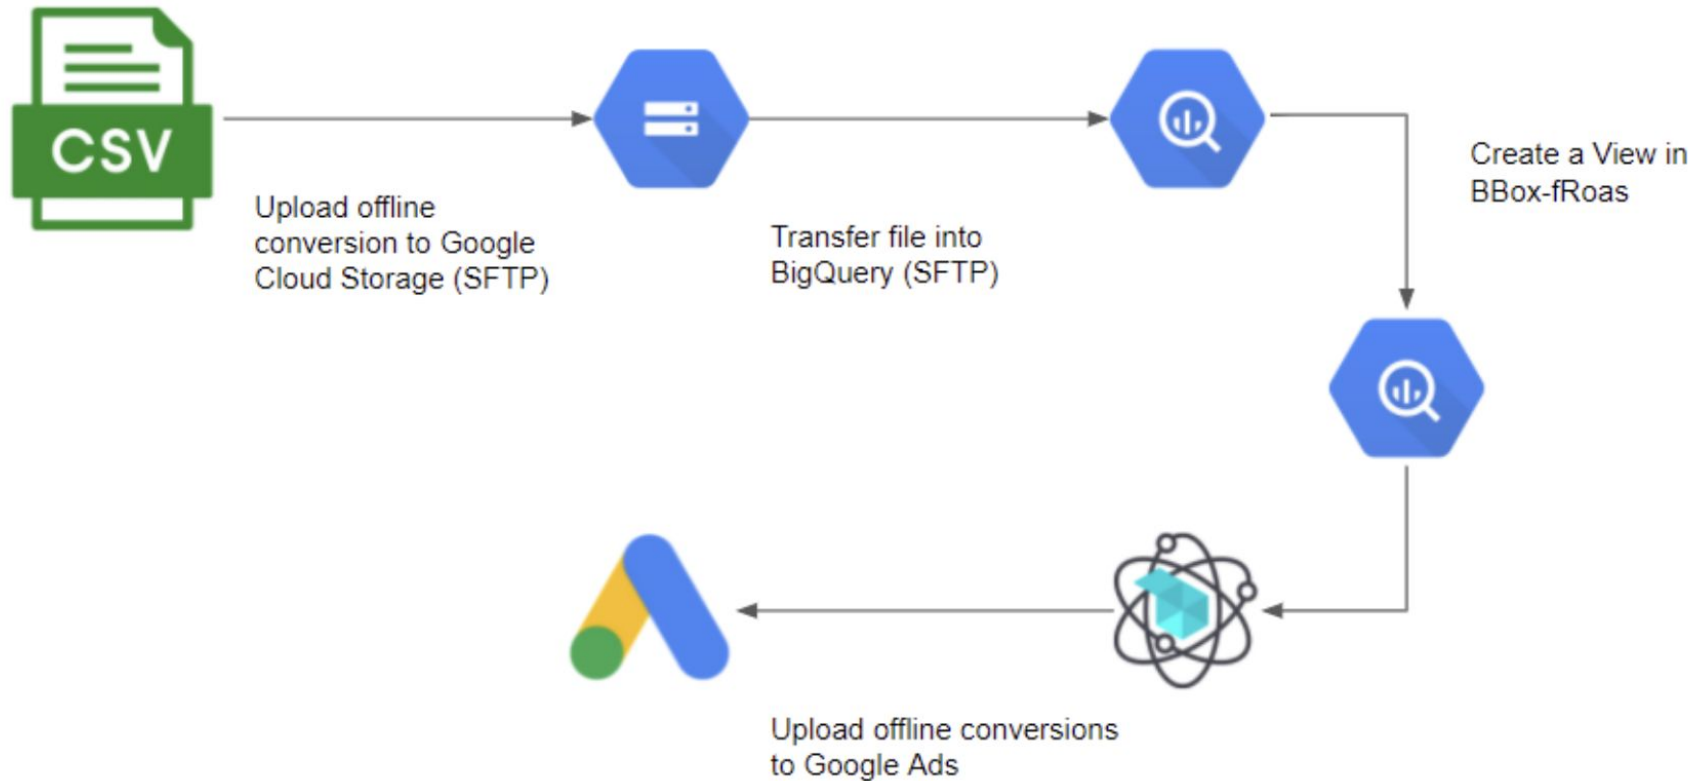 CSV
Upload offline
conversion to Google
Cloud Storage (SFTP)
Transfer file into
BigQuery (SFTP)
Create a View in
BBox-fRoas
Upload offline conversions
to Google Ads